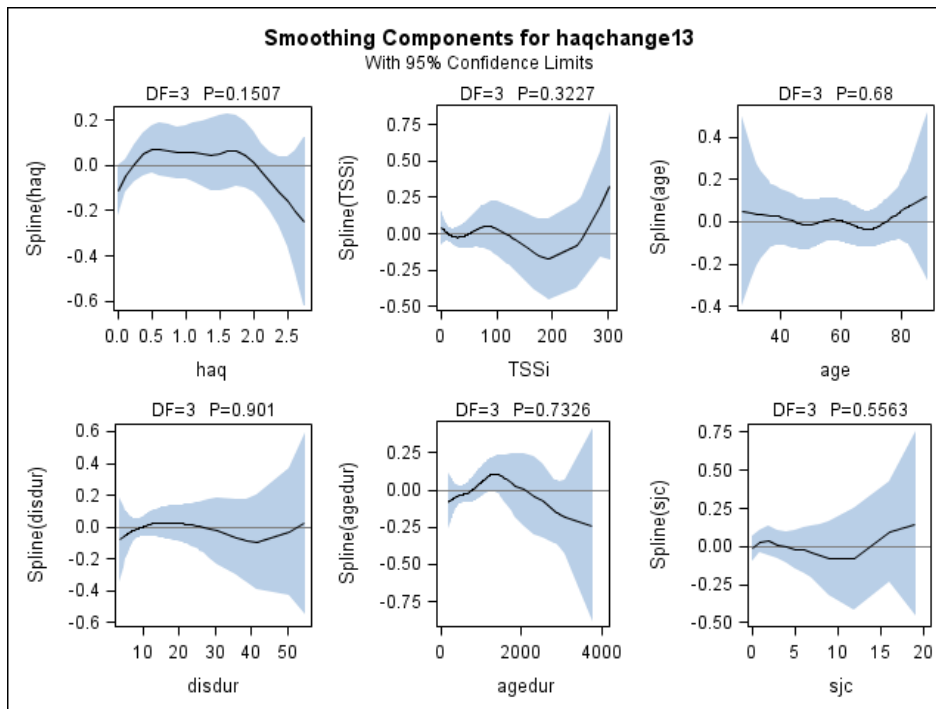 Smoothing Components for haqchange13
With 95% Confidence Limits
DF=3 P=0.1507
Spline(haq)
0.2
0.0
-0.2
-0.4
-0.6
0.0 0.5 1.0 1.5 2.0 2.5
haq
DF=3 P=0.3227
Spline(TSSi)
0.75
0.50
0.25
0.00
-0.25
-0.50
0 100 200 300
TSSi
DF=3 P=0.68
Spline(age)
0.4
0.2
0.0
-0.2
-0.4
40 60 80
age
DF=3 P=0.901
Spline(disdur)
0.6
0.4
0.2
0.0
-0.2
-0.4
-0.6
10 20 30 40 50
disdur
DF=3 P=0.7326
Spline(agedur)
0.25
0.00
-0.25
-0.50
-0.75
0 2000 4000
agedur
DF=3 P=0.5563
Spline(sjc)
0.75
0.50
0.25
0.00
-0.25
-0.50
0 5 10 15 20
sjc